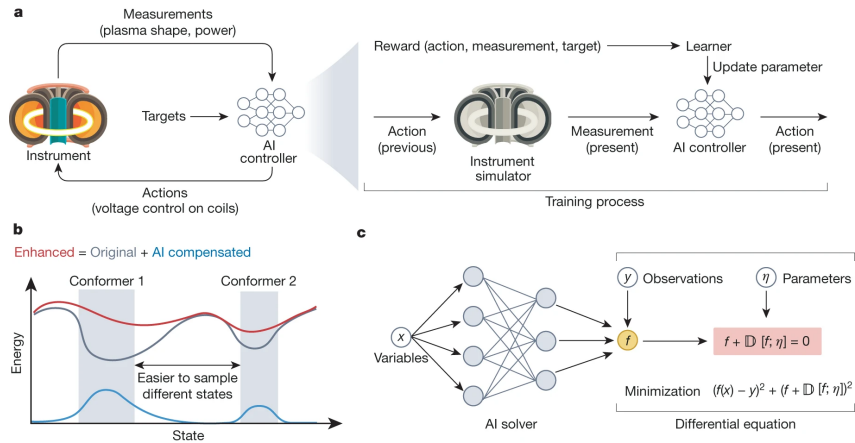 a
Measurements
(plasma shape, power)
Targets
Instrument
AI
controller
Actions
(voltage control on coils)
Reward (action, measurement, target)
Learner
Update parameter
Action
(previous)
Instrument
simulator
Measurement
(present)
AI controller
Action
(present)
Training process
b
Enhanced = Original + AI compensated
Conformer 1
Conformer 2
Energy
Easier to sample
different states
State
c
x
Variables
AI solver
y Observations
η Parameters
f
f + 𝔻 [f; η] = 0
Minimization (f(x) − y)² + (f + 𝔻 [f; η])²
Differential equation